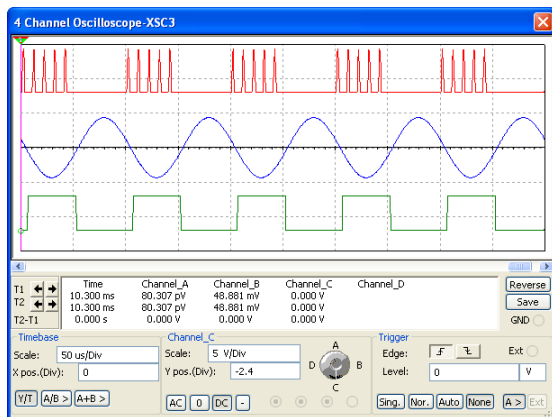 4 Channel Oscilloscope-XSC3
Time Channel_A Channel_B Channel_C Channel_D
T1 10.300 ms 80.307 pV 48.881 mV 0.000 V
T2 10.300 ms 80.307 pV 48.881 mV 0.000 V
T2-T1 0.000 s 0.000 V 0.000 V 0.000 V
Reverse
Save
GND
Timebase
Scale: 50 us/Div
X pos.(Div): 0
Y/T A/B > A+B >
Channel_C
Scale: 5 V/Div
Y pos.(Div): -2.4
AC 0 DC -
A
D B
C
Trigger
Edge: Ext
Level: 0 V
Sing. Nor. Auto None A > Ext